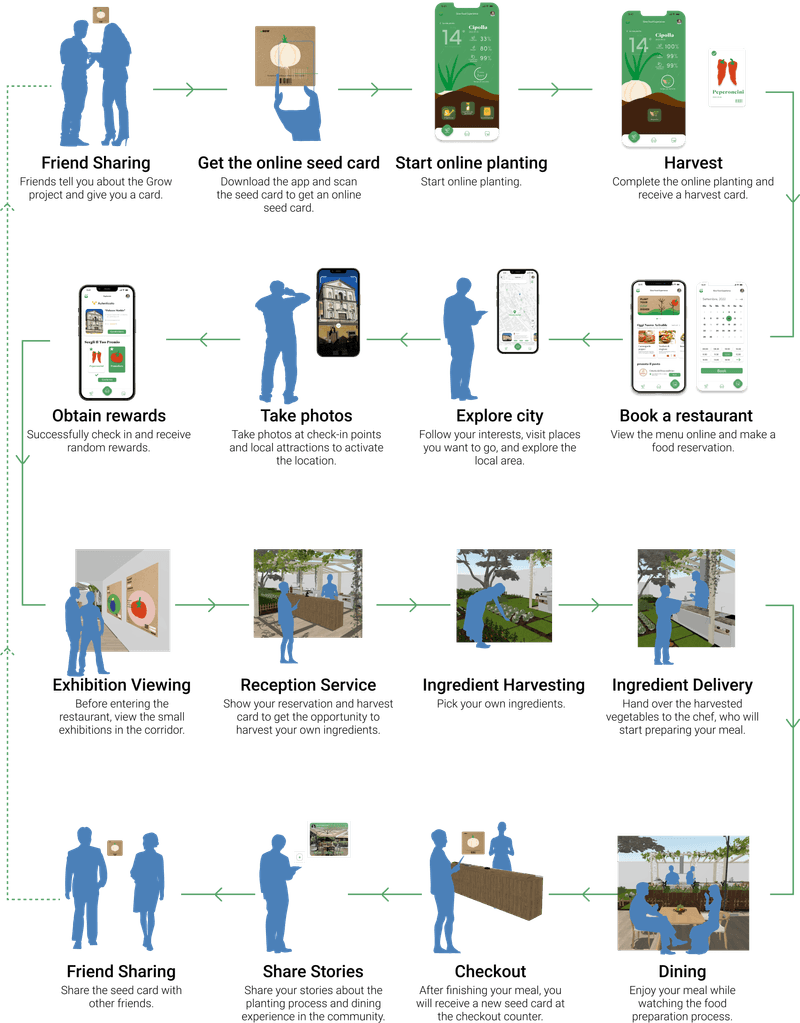 Cipolla
14°
33%
80%
99%
14°
100%
99%
99%
Peperoncini
Friend Sharing
Friends tell you about the Grow
project and give you a card.
Get the online seed card
Download the app and scan
the seed card to get an online
seed card.
Start online planting
Start online planting.
Harvest
Complete the online planting and
receive a harvest card.
Book
Obtain rewards
Successfully check in and receive
random rewards.
Take photos
Take photos at check-in points
and local attractions to activate
the location.
Explore city
Follow your interests, visit places
you want to go, and explore the
local area.
Book a restaurant
View the menu online and make a
food reservation.
Exhibition Viewing
Before entering the
restaurant, view the small
exhibitions in the corridor.
Reception Service
Show your reservation and harvest
card to get the opportunity to
harvest your own ingredients.
Ingredient Harvesting
Pick your own ingredients.
Ingredient Delivery
Hand over the harvested
vegetables to the chef, who will
start preparing your meal.
Friend Sharing
Share the seed card with
other friends.
Share Stories
Share your stories about the
planting process and dining
experience in the community.
Checkout
After finishing your meal, you
will receive a new seed card at
the checkout counter.
Dining
Enjoy your meal while
watching the food
preparation process.